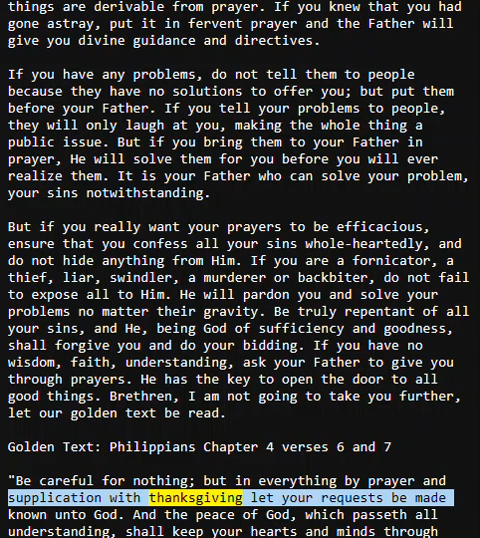 things are derivable from prayer. If you knew that you had
gone astray, put it in fervent prayer and the Father will
give you divine guidance and directives.
If you have any problems, do not tell them to people
because they have no solutions to offer you; but put them
before your Father. If you tell your problems to people,
they will only laugh at you, making the whole thing a
public issue. But if you bring them to your Father in
prayer, He will solve them for you before you will ever
realize them. It is your Father who can solve your problem,
your sins notwithstanding.
But if you really want your prayers to be efficacious,
ensure that you confess all your sins whole-heartedly, and
do not hide anything from Him. If you are a fornicator, a
thief, liar, swindler, a murderer or backbiter, do not fail
to expose all to Him. He will pardon you and solve your
problems no matter their gravity. Be truly repentant of all
your sins, and He, being God of sufficiency and goodness,
shall forgive you and do your bidding. If you have no
wisdom, faith, understanding, ask your Father to give you
through prayers. He has the key to open the door to all
good things. Brethren, I am not going to take you further,
let our golden text be read.
Golden Text: Philippians Chapter 4 verses 6 and 7
"Be careful for nothing; but in everything by prayer and
supplication with thanksgiving let your requests be made
known unto God. And the peace of God, which passeth all
understanding, shall keep your hearts and minds through